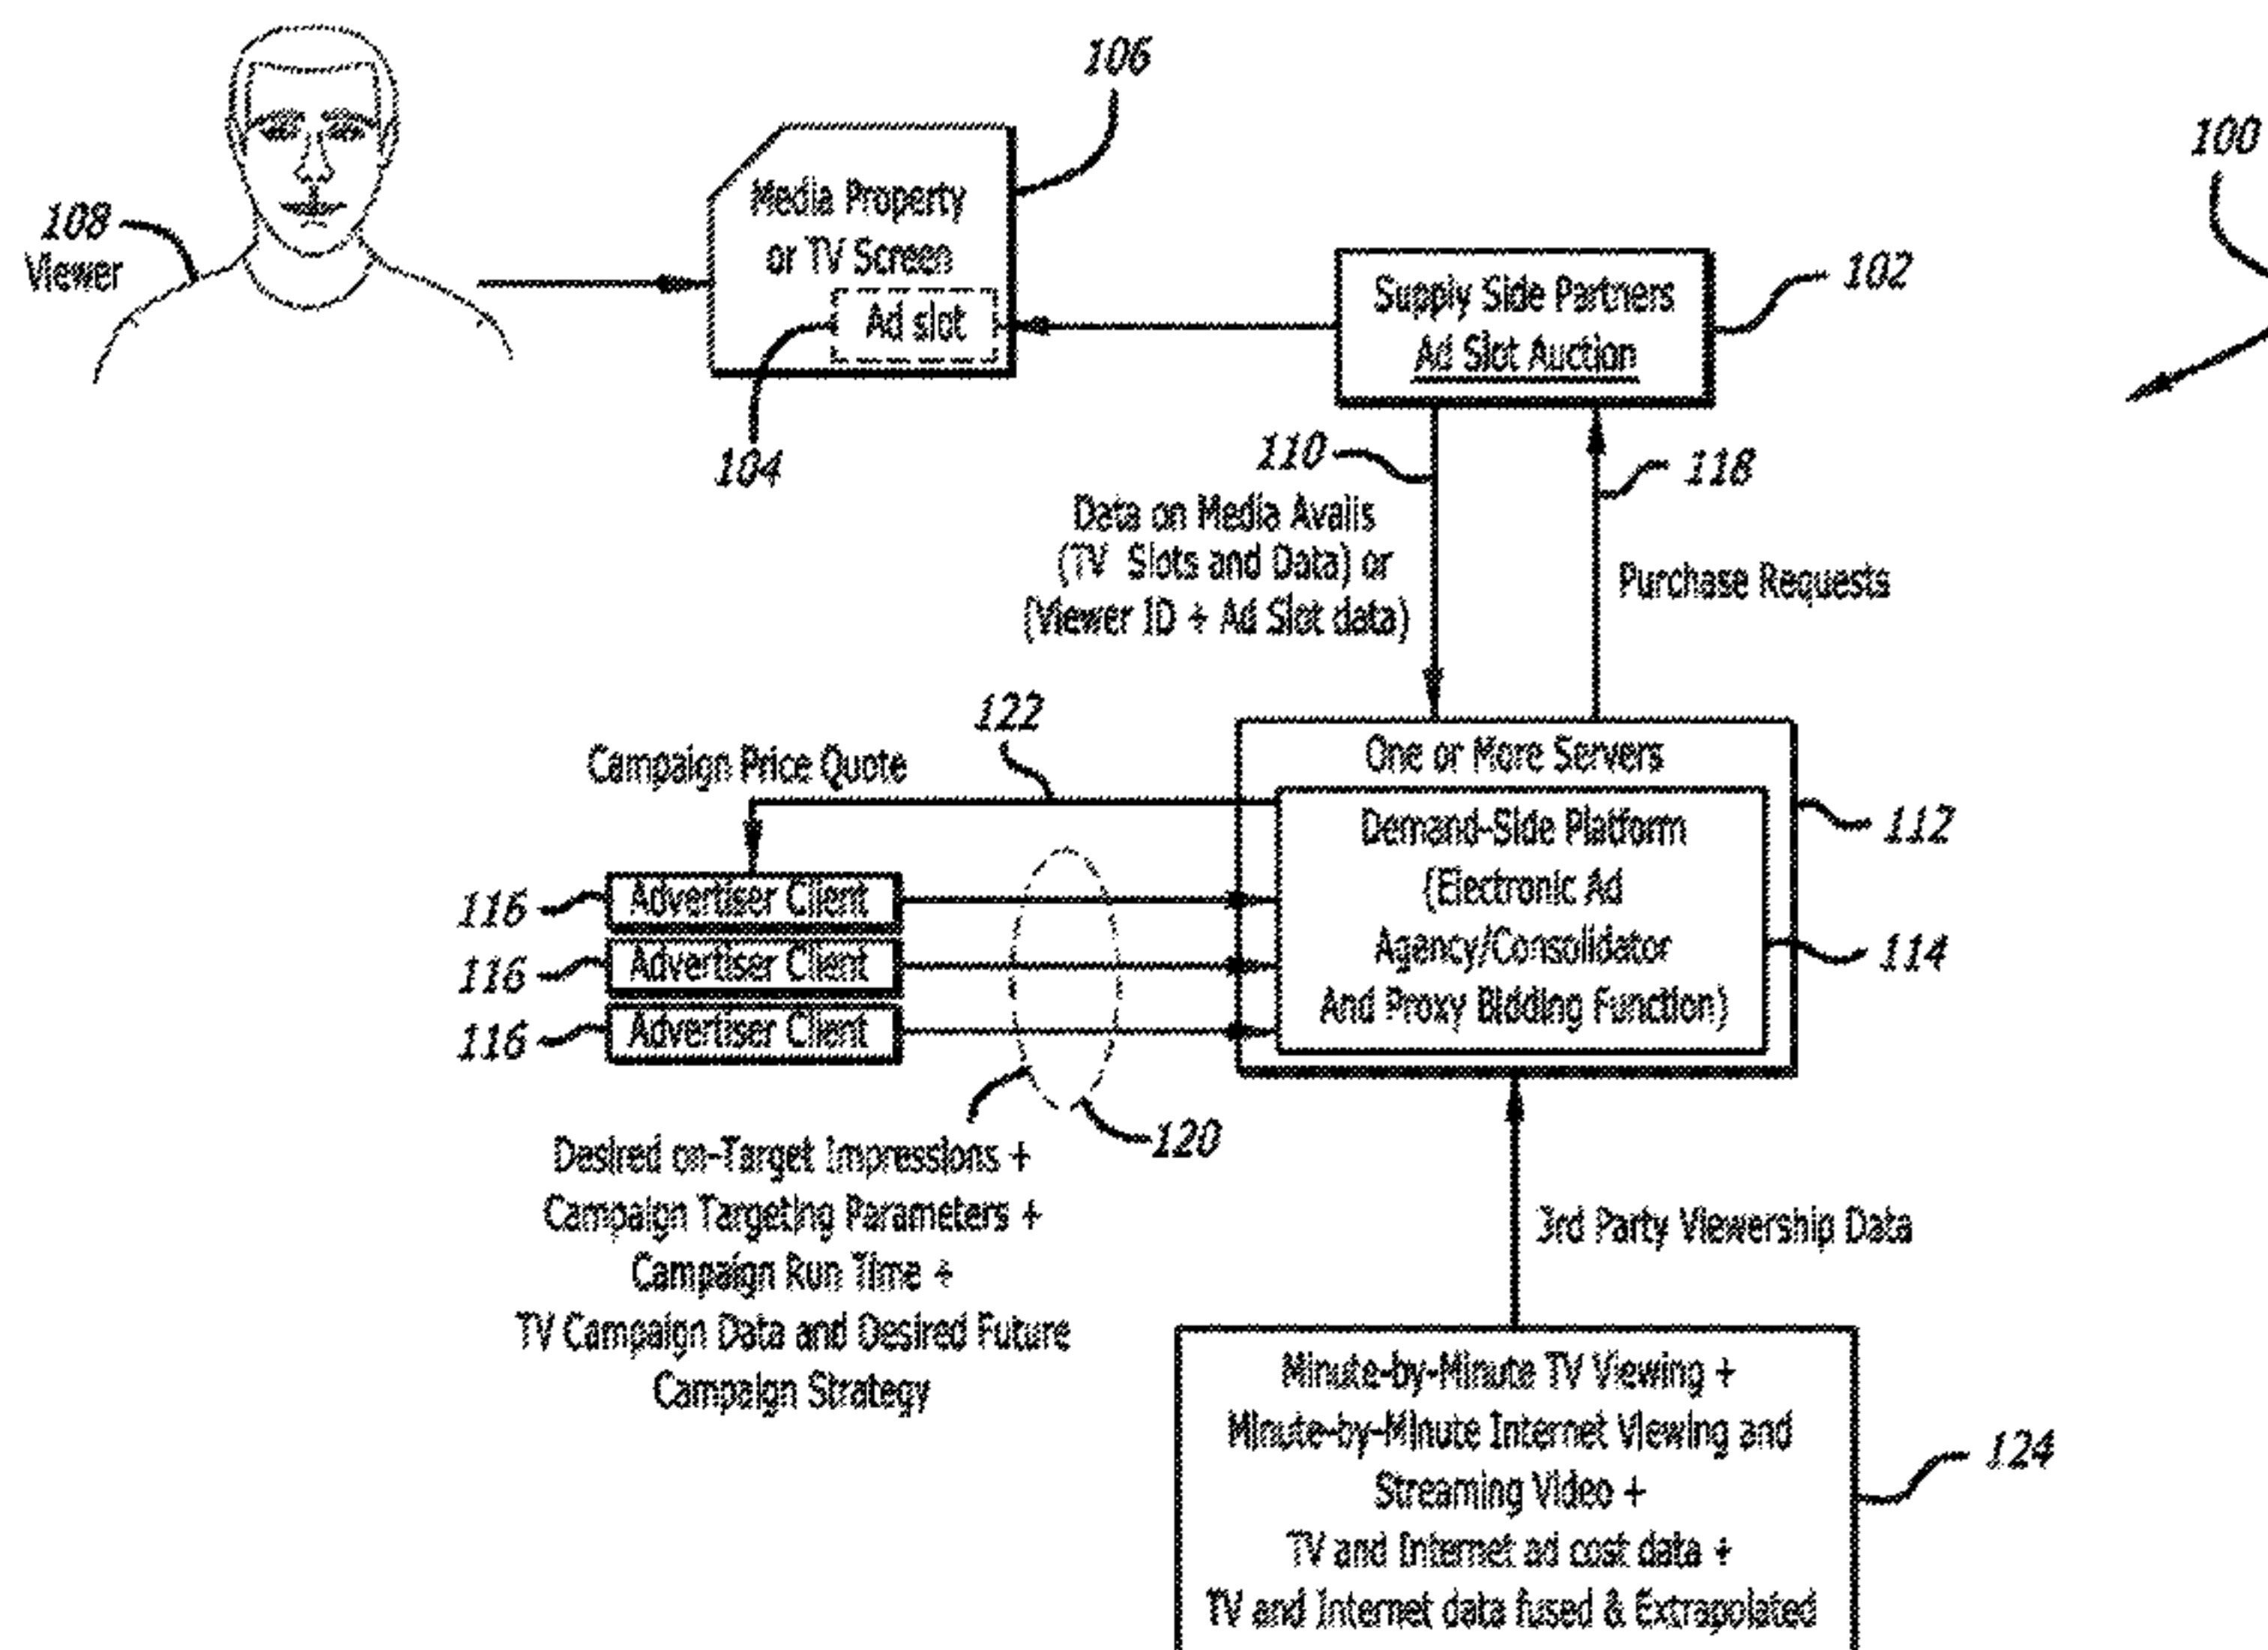 106
100
108
Viewer
Media Property
or TV Screen
Ad slot
104
Supply Side Partners
Ad Slot Auction
102
110
118
Data on Media Avails
(TV Slots and Data) or
(Viewer ID + Ad Slot data)
Purchase Requests
122
Campaign Price Quote
One or More Servers
Demand-Side Platform
(Electronic Ad
Agency/Consolidator
And Proxy Bidding Function)
112
114
116
Advertiser Client
116
Advertiser Client
116
Advertiser Client
120
Desired on-Target Impressions +
Campaign Targeting Parameters +
Campaign Run Time +
TV Campaign Data and Desired Future
Campaign Strategy
3rd Party Viewership Data
Minute-by-Minute TV Viewing +
Minute-by-Minute Internet Viewing and
Streaming Video +
TV and Internet ad cost data +
TV and Internet data fused & Extrapolated
124